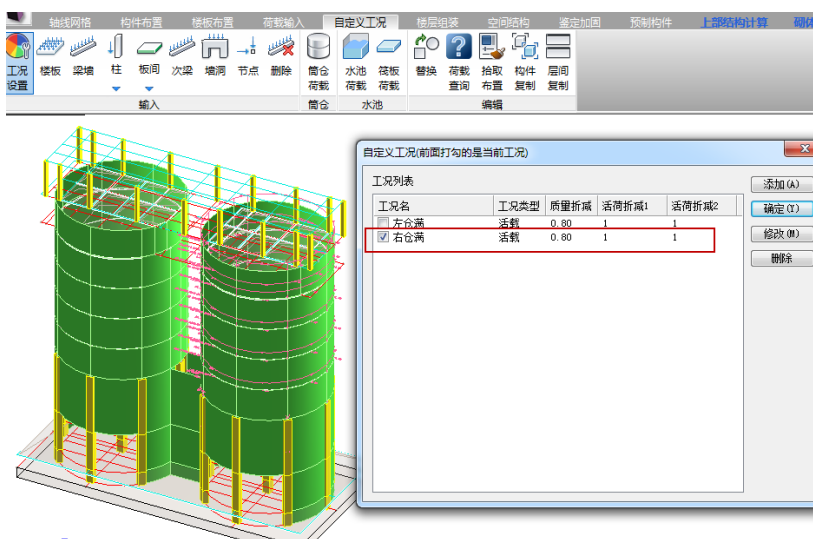 轴线网格 构件布置 楼板布置 荷载输入 自定义工况 楼层组装 空间结构 鉴定加固 预制构件 上部结构计算 砌体
工况设置 楼板 梁墙 柱 板间 次梁 墙洞 节点 删除 筒仓荷载 水池荷载 筏板荷载 替换 荷载查询 拾取布置 构件复制 层间复制
输入 筒仓 水池 编辑
自定义工况(前面打勾的是当前工况)
工况列表
工况名 工况类型 质量折减 活荷折减1 活荷折减2
左仓满 活载 0.80 1 1
右仓满 活载 0.80 1 1
添加(A)
确定(Y)
修改(M)
删除